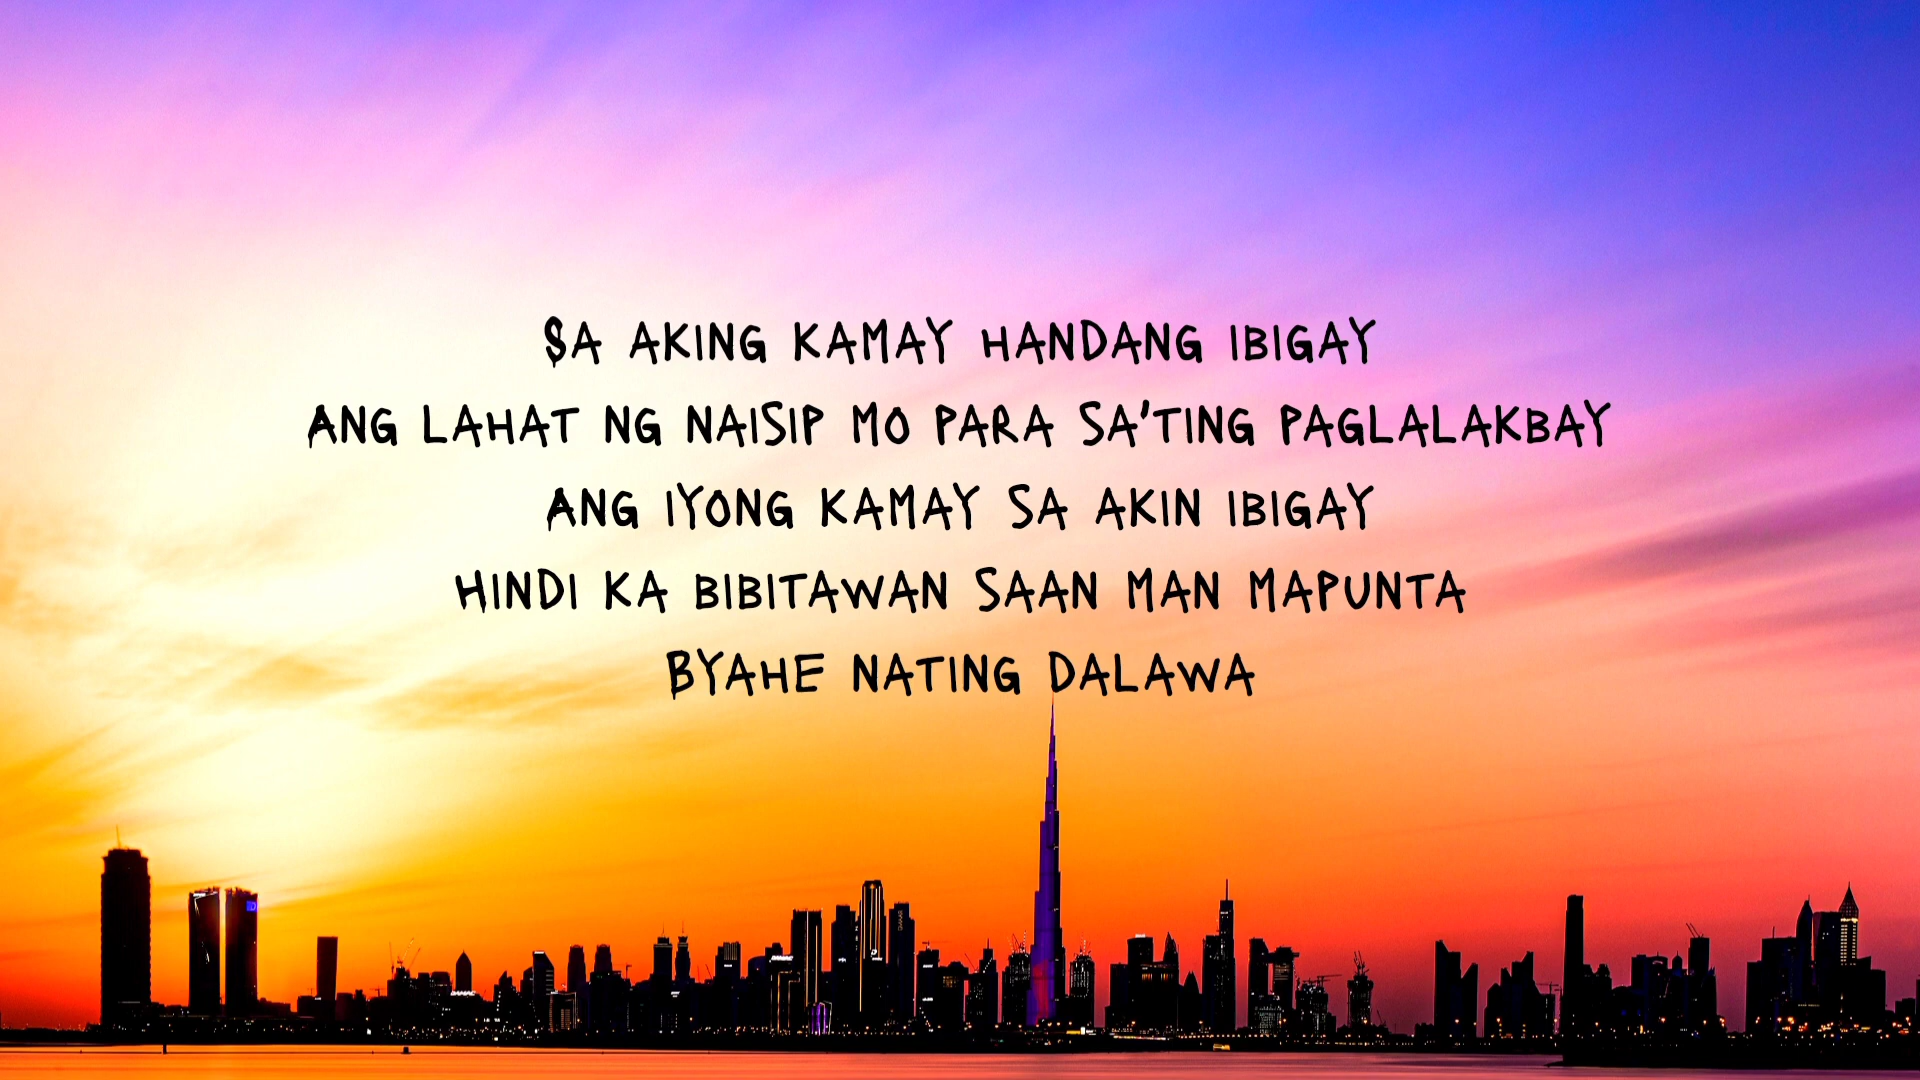 SA AKING KAMAY HANDANG IBIGAY
ANG LAHAT NG NAISIP MO PARA SA'TING PAGLALAKBAY
ANG IYONG KAMAY SA AKIN IBIGAY
HINDI KA BIBITAWAN SAAN MAN MAPUNTA
BYAHE NATING DALAWA